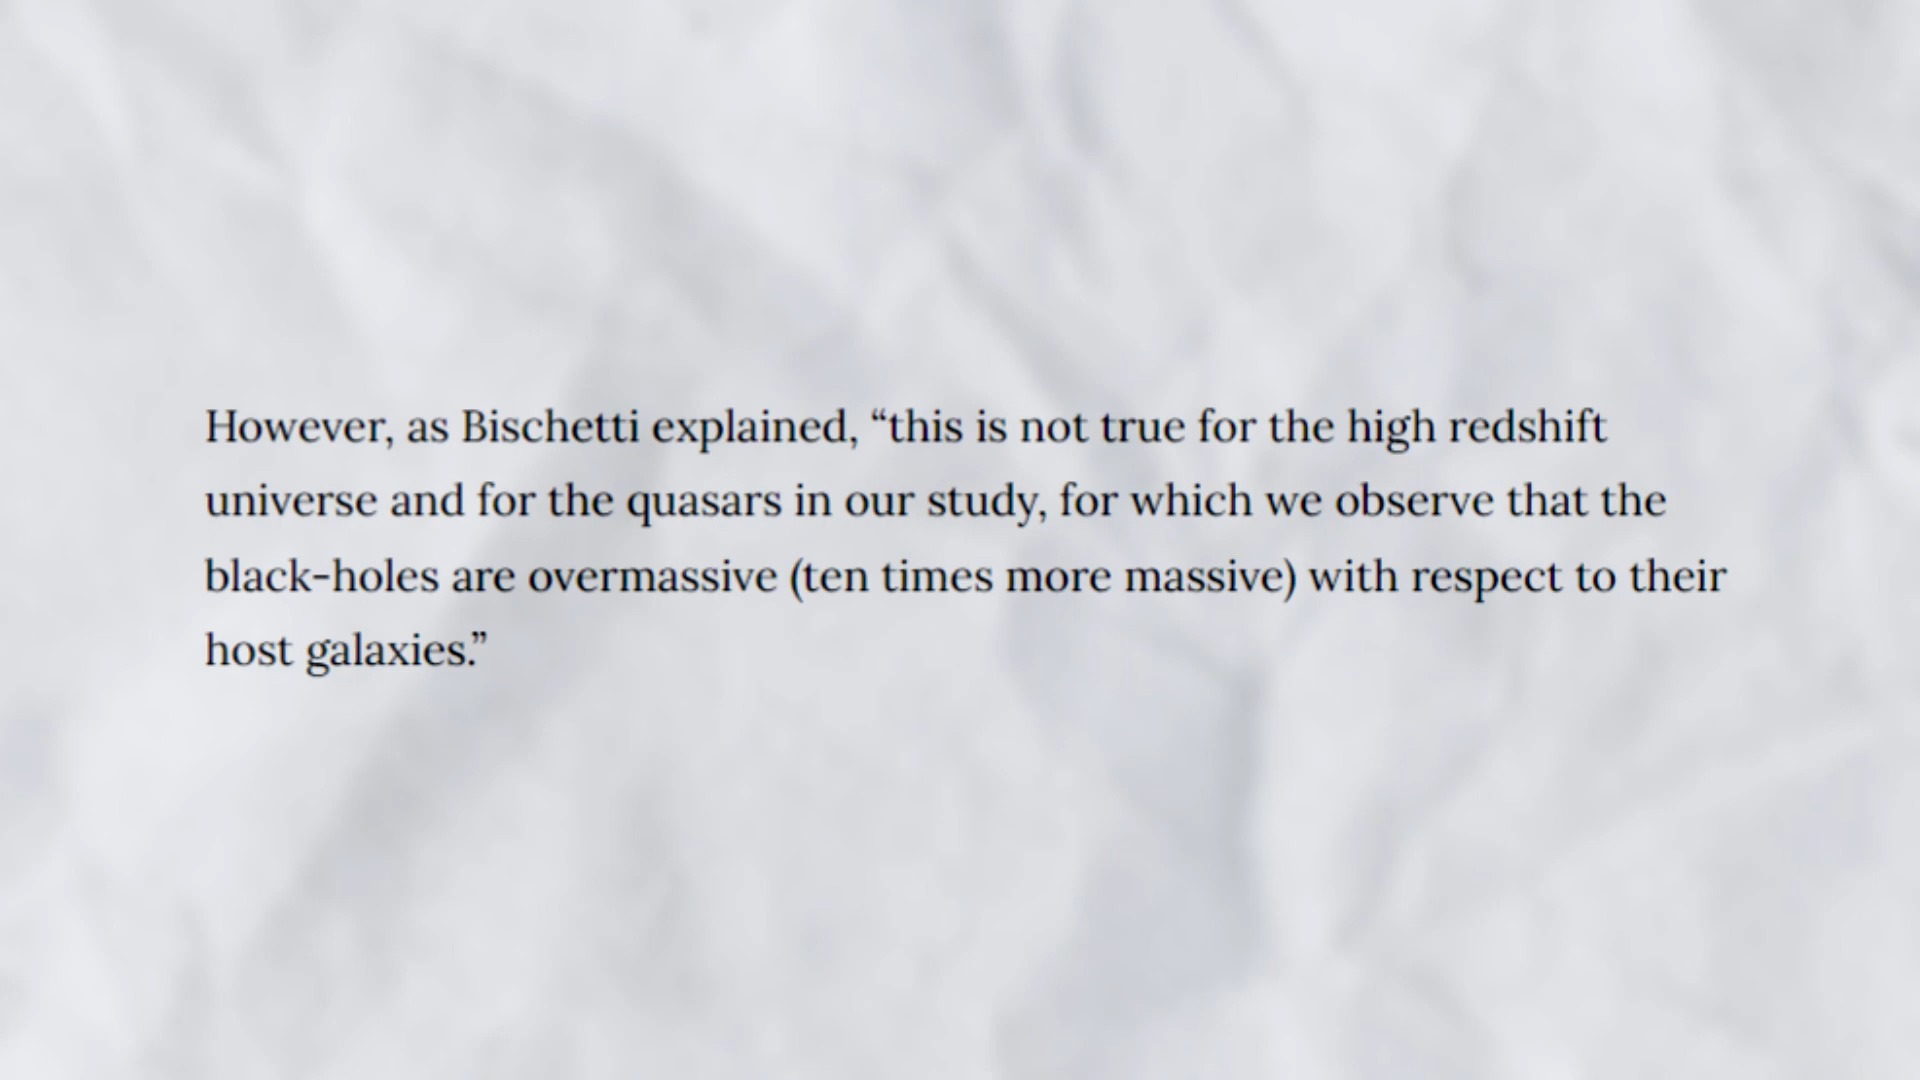 However, as Bischetti explained, “this is not true for the high redshift
universe and for the quasars in our study, for which we observe that the
black-holes are overmassive (ten times more massive) with respect to their
host galaxies.”